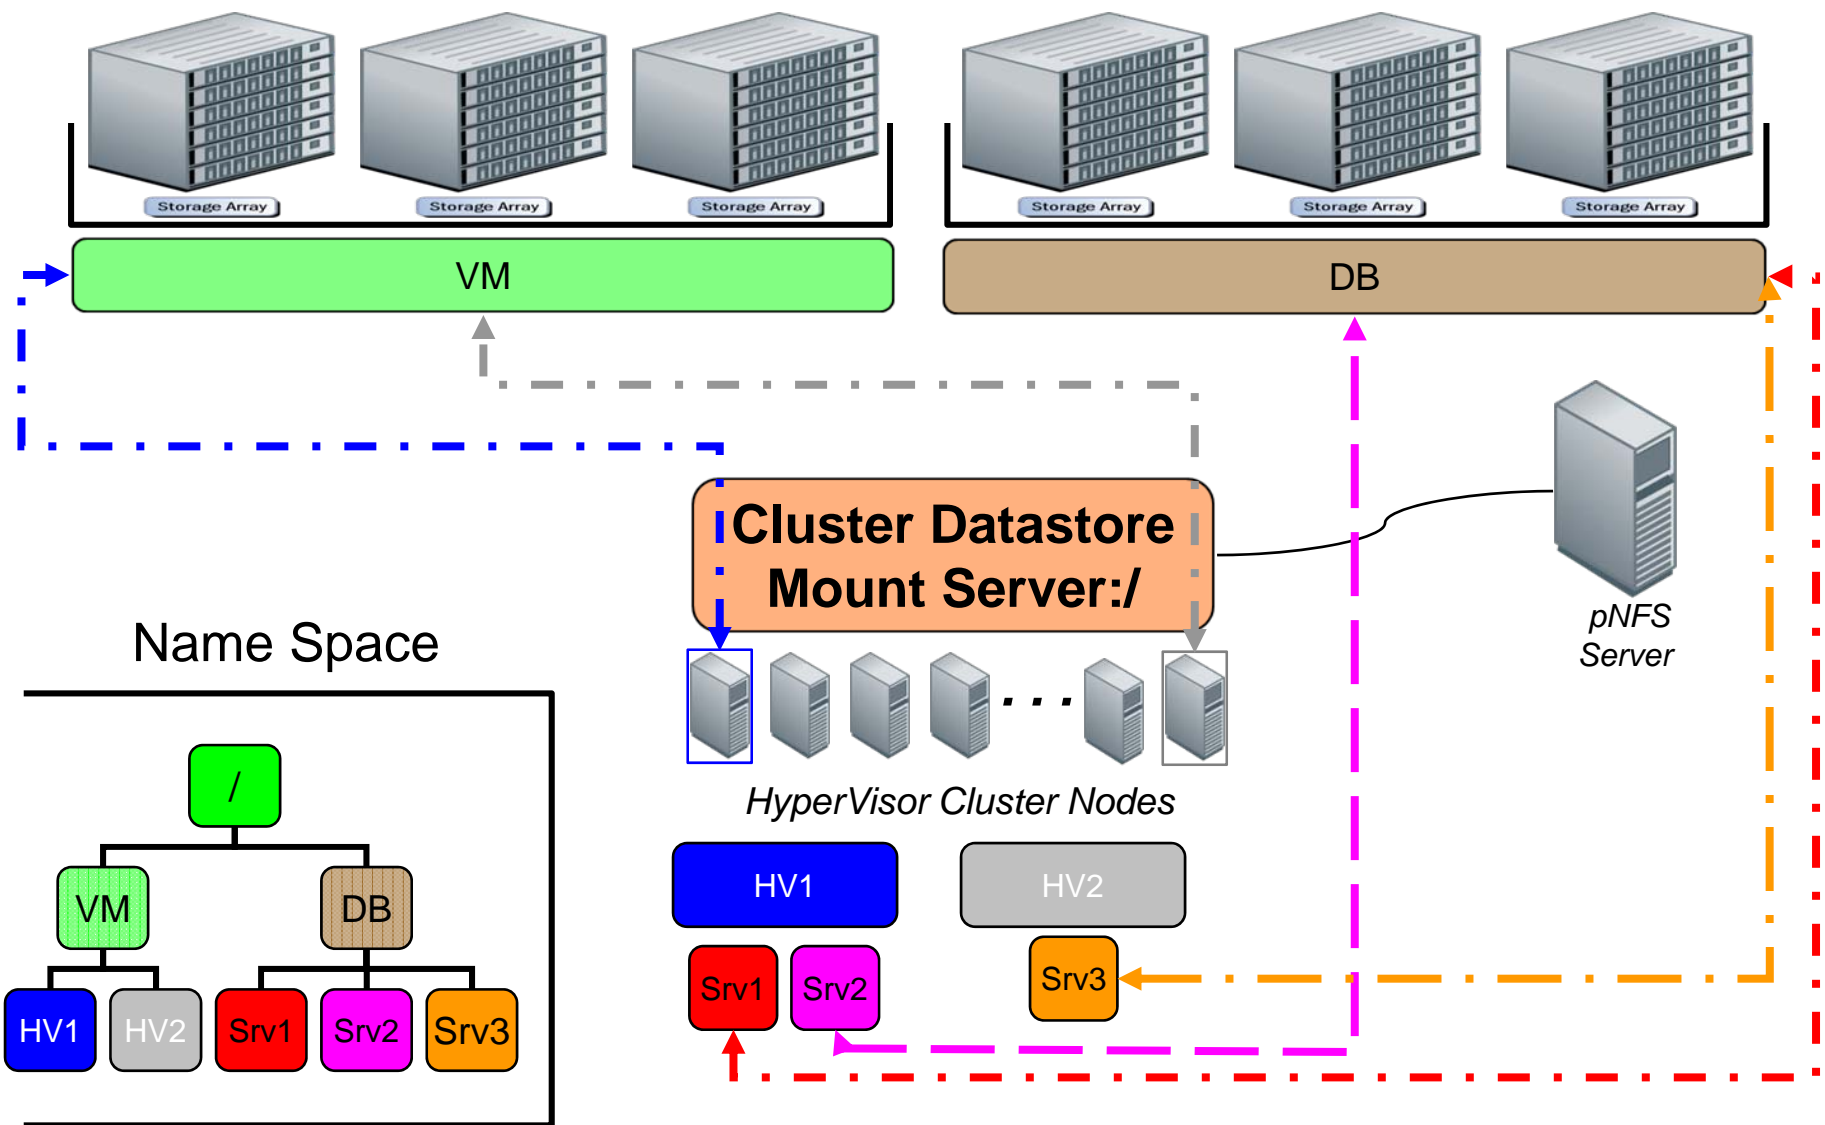 Storage Array
Storage Array
Storage Array
Storage Array
Storage Array
Storage Array
VM
DB
Cluster Datastore
Mount Server:/
pNFS
Server
Name Space
. . .
HyperVisor Cluster Nodes
/
VM
DB
HV1
HV2
Srv1
Srv2
Srv3
HV1
HV2
Srv1
Srv2
Srv3